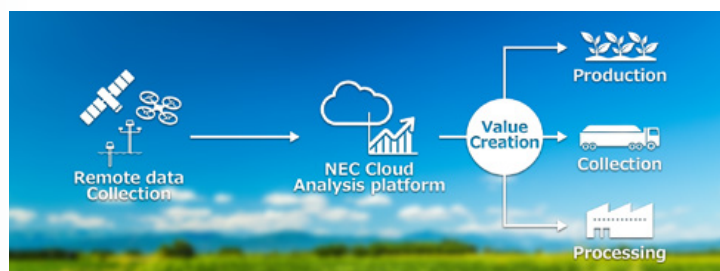 Remote data
Collection
NEC Cloud
Analysis platform
Value
Creation
Production
Collection
Processing